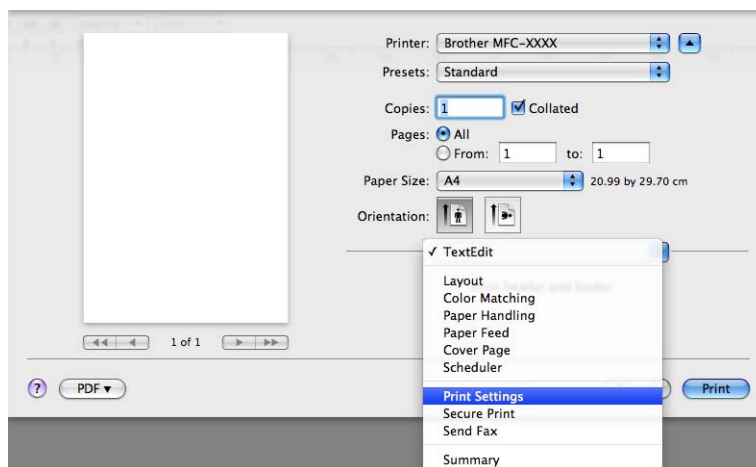 Printer: Brother MFC-XXXX
Presets: Standard
Copies: 1 Collated
Pages: All
From: 1 to: 1
Paper Size: A4 20.99 by 29.70 cm
Orientation:
✓ TextEdit
Layout
Color Matching
Paper Handling
Paper Feed
Cover Page
Scheduler
Print Settings
Secure Print
Send Fax
Summary
1 of 1
? PDF ▾
Print